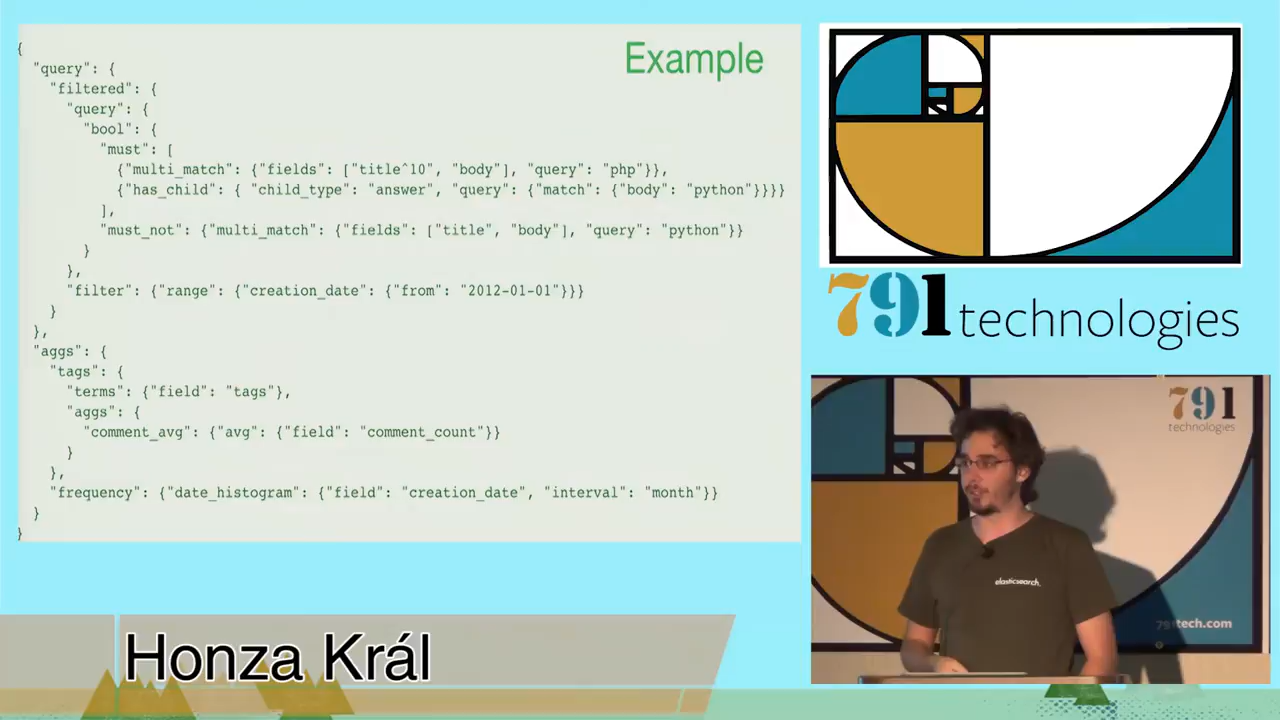 Example
{
"query": {
"filtered": {
"query": {
"bool": {
"must": [
{"multi_match": {"fields": ["title^10", "body"], "query": "php"}},
{"has_child": { "child_type": "answer", "query": {"match": {"body": "python"}}}}
],
"must_not": {"multi_match": {"fields": ["title", "body"], "query": "python"}}
}
},
"filter": {"range": {"creation_date": {"from": "2012-01-01"}}}
}
},
"aggs": {
"tags": {
"terms": {"field": "tags"},
"aggs": {
"comment_avg": {"avg": {"field": "comment_count"}}
}
},
"frequency": {"date_histogram": {"field": "creation_date", "interval": "month"}}
}
}
791 technologies
791
technologies
elasticsearch.
791tech.com
Honza Král